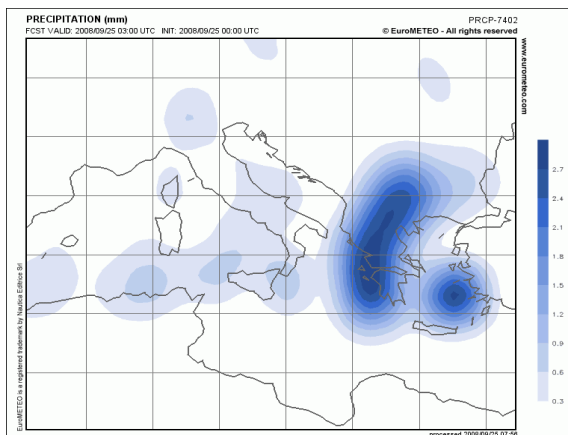 PRECIPITATION (mm)
PRCP-7402
FCST VALID: 2008/09/25 03:00 UTC INIT: 2008/09/25 00:00 UTC
© EuroMETEO - All rights reserved
www.eurometeo.com
2.7
2.4
2.1
1.8
1.5
1.2
0.9
0.6
0.3
EuroMETEO is a registered trademark by Nautica Editrice Srl
processed 2008/09/25 07:56